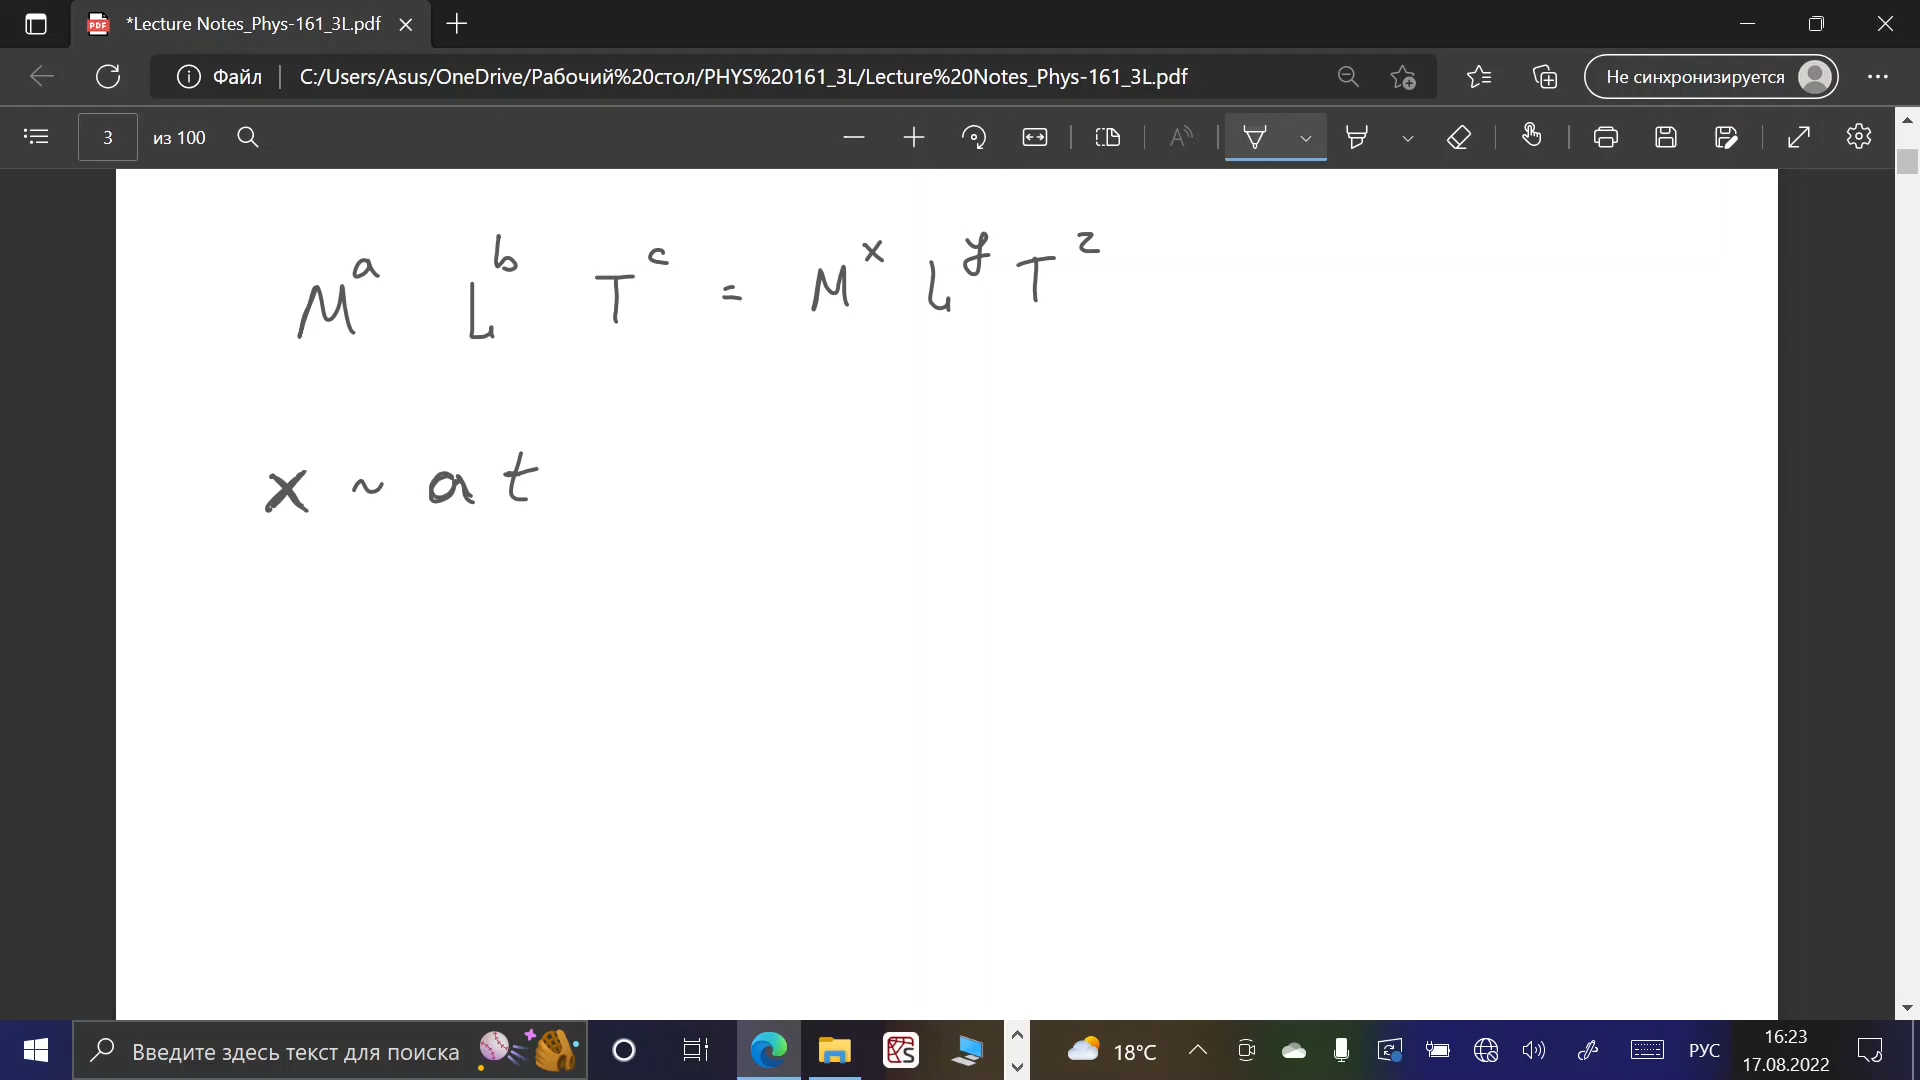 *Lecture Notes_Phys-161_3L.pdf
Файл C:/Users/Asus/OneDrive/Рабочий%20стол/PHYS%20161_3L/Lecture%20Notes_Phys-161_3L.pdf Не синхронизируется
3 из 100
M^a L^b T^c = M^x L^y T^z
x ~ a t
Введите здесь текст для поиска 18°C РУС 16:23
17.08.2022